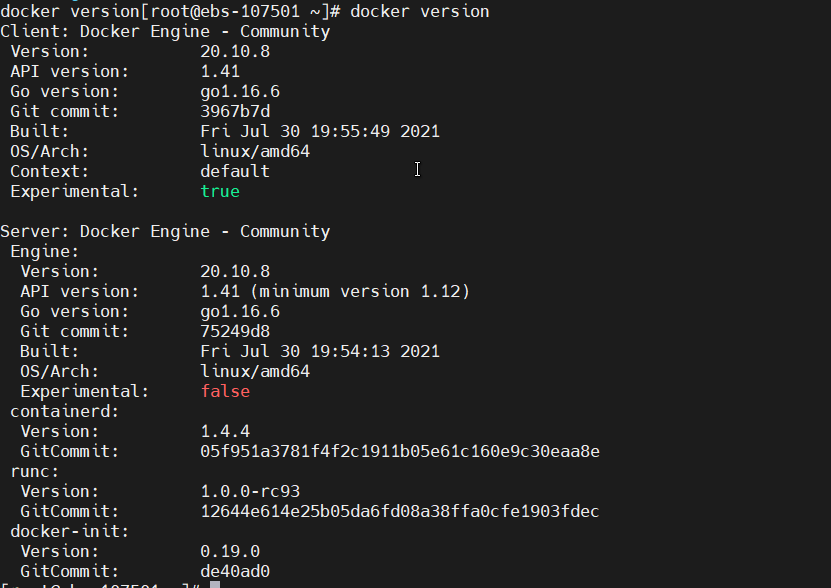 docker version[root@ebs-107501 ~]# docker version
Client: Docker Engine - Community
 Version:           20.10.8
 API version:       1.41
 Go version:        go1.16.6
 Git commit:        3967b7d
 Built:             Fri Jul 30 19:55:49 2021
 OS/Arch:           linux/amd64
 Context:           default
 Experimental:      true

Server: Docker Engine - Community
 Engine:
  Version:          20.10.8
  API version:      1.41 (minimum version 1.12)
  Go version:       go1.16.6
  Git commit:       75249d8
  Built:            Fri Jul 30 19:54:13 2021
  OS/Arch:          linux/amd64
  Experimental:     false
 containerd:
  Version:          1.4.4
  GitCommit:        05f951a3781f4f2c1911b05e61c160e9c30eaa8e
 runc:
  Version:          1.0.0-rc93
  GitCommit:        12644e614e25b05da6fd08a38ffa0cfe1903fdec
 docker-init:
  Version:          0.19.0
  GitCommit:        de40ad0
[root@ebs-107501 ~]#